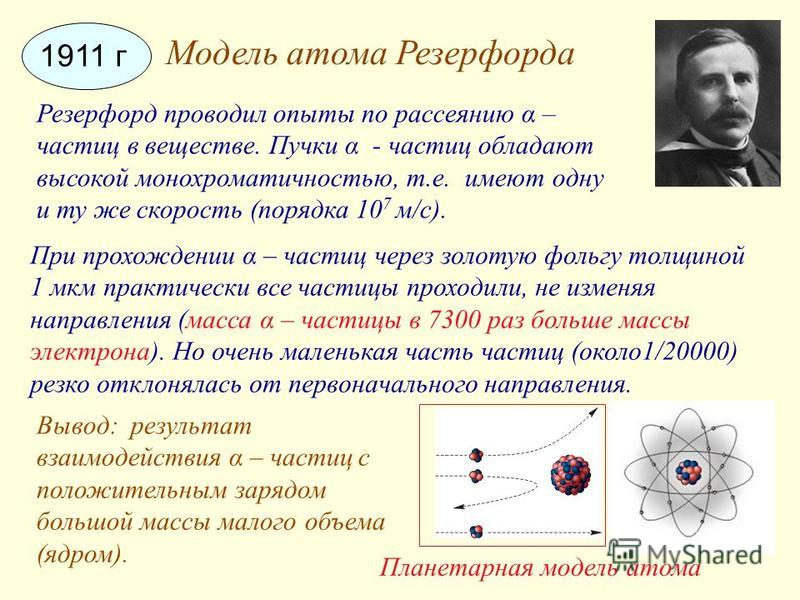 1911 г
Модель атома Резерфорда
Резерфорд проводил опыты по рассеянию α –
частиц в веществе. Пучки α - частиц обладают
высокой монохроматичностью, т.е. имеют одну
и ту же скорость (порядка 10⁷ м/с).
При прохождении α – частиц через золотую фольгу толщиной
1 мкм практически все частицы проходили, не изменяя
направления (масса α – частицы в 7300 раз больше массы
электрона). Но очень маленькая часть частиц (около1/20000)
резко отклонялась от первоначального направления.
Вывод: результат
взаимодействия α – частиц с
положительным зарядом
большой массы малого объема
(ядром).
Планетарная модель атома
MyShared